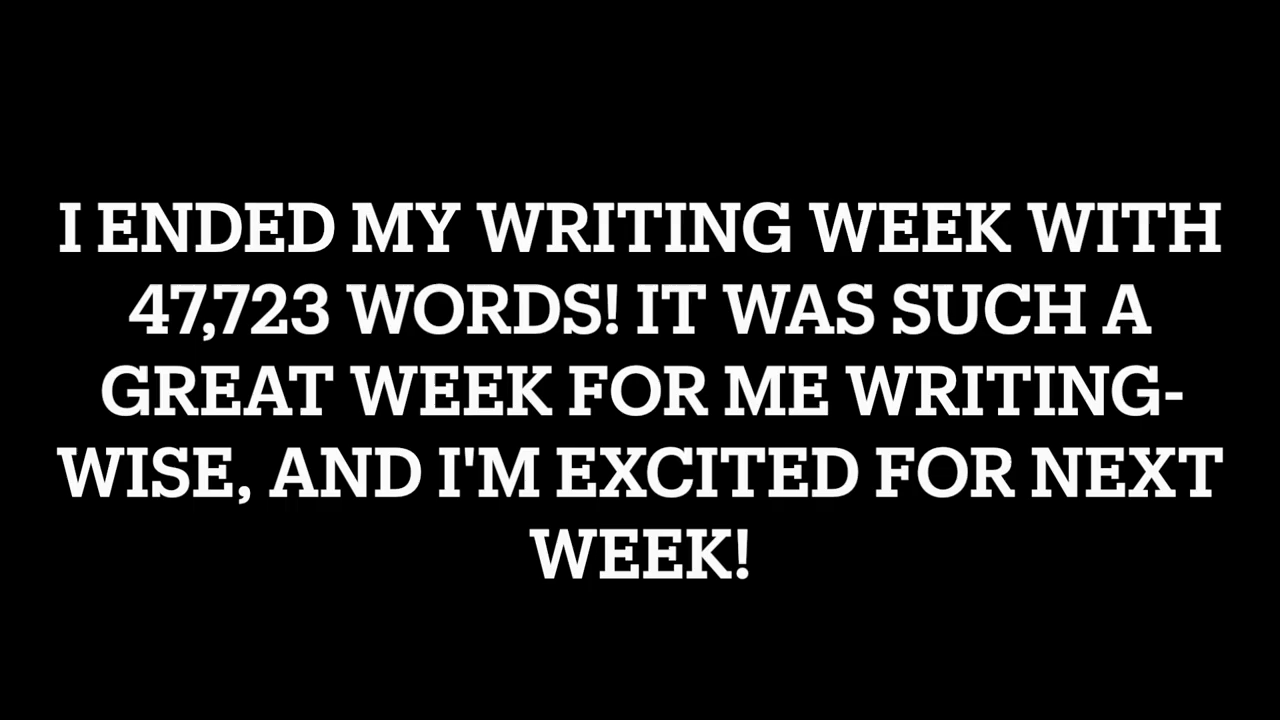 I ENDED MY WRITING WEEK WITH
47,723 WORDS! IT WAS SUCH A
GREAT WEEK FOR ME WRITING-
WISE, AND I'M EXCITED FOR NEXT
WEEK!